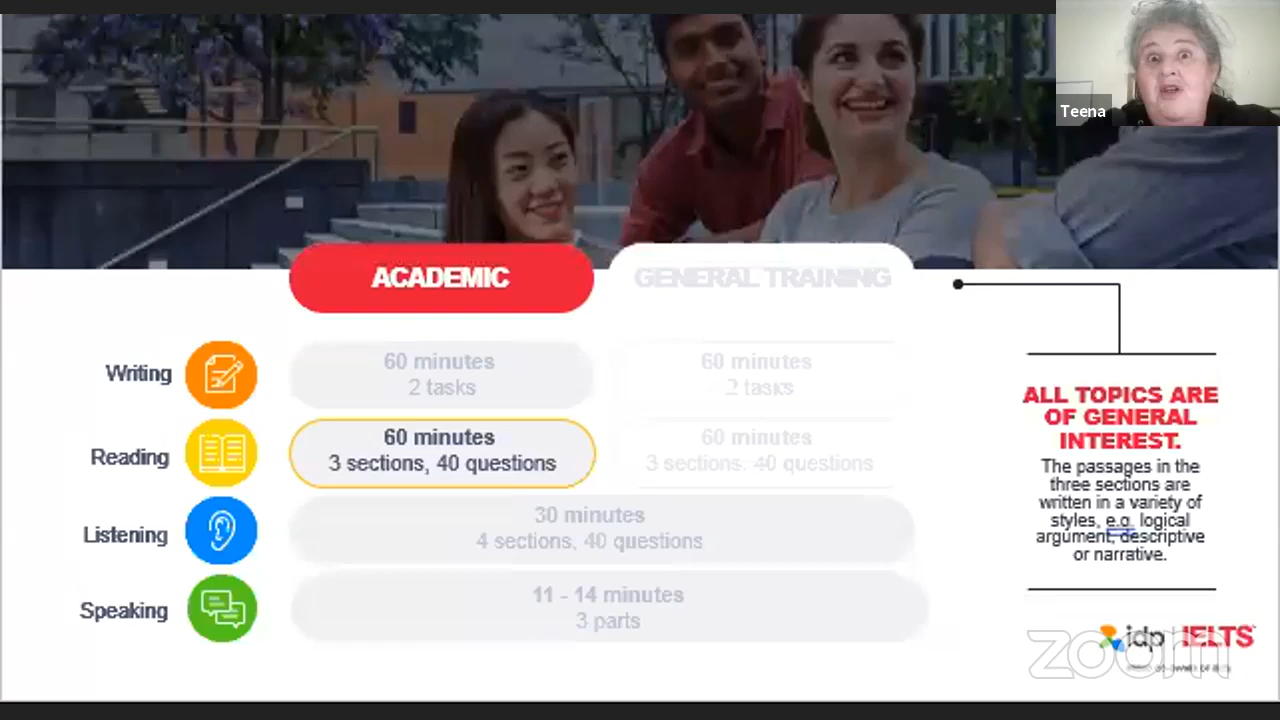 Teena
ACADEMIC
GENERAL TRAINING
Writing
60 minutes
2 tasks
60 minutes
2 tasks
Reading
60 minutes
3 sections, 40 questions
60 minutes
3 sections, 40 questions
Listening
30 minutes
4 sections, 40 questions
Speaking
11 - 14 minutes
3 parts
ALL TOPICS ARE
OF GENERAL
INTEREST.
The passages in the
three sections are
written in a variety of
styles, e.g. logical
argument, descriptive
or narrative.
idp IELTS
zoom